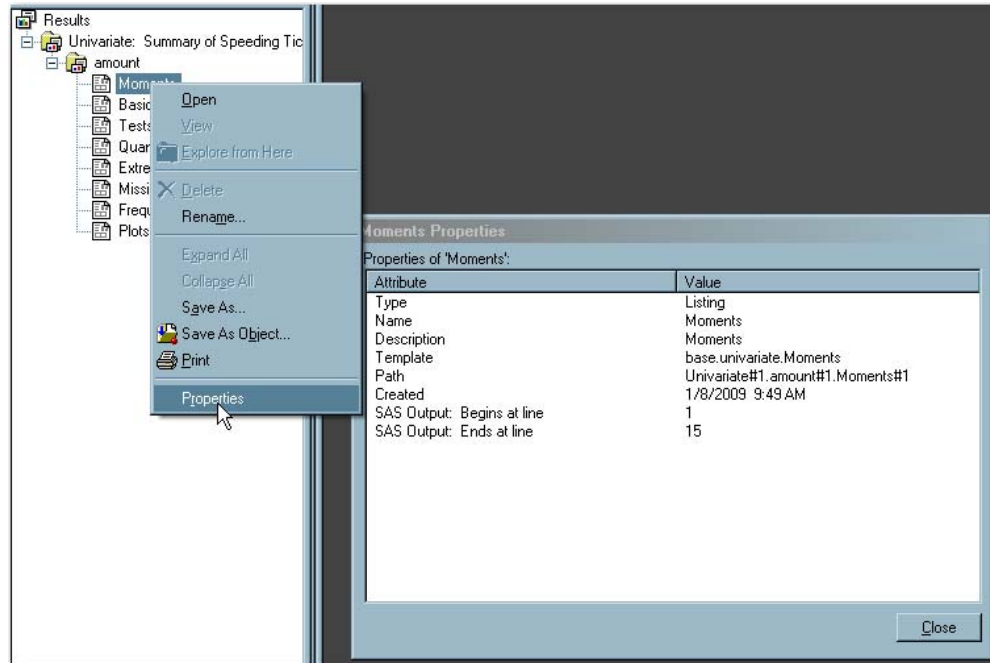 Results
Univariate: Summary of Speeding Tic
amount
Moments
Basic
Tests
Quan
Extre
Missi
Frequ
Plots
Open
View
Explore from Here
Delete
Rename...
Expand All
Collapse All
Save As...
Save As Object...
Print
Properties
Moments Properties
Properties of 'Moments':
Attribute Value
Type Listing
Name Moments
Description Moments
Template base.univariate.Moments
Path Univariate#1.amount#1.Moments#1
Created 1/8/2009 9:49 AM
SAS Output: Begins at line 1
SAS Output: Ends at line 15
Close